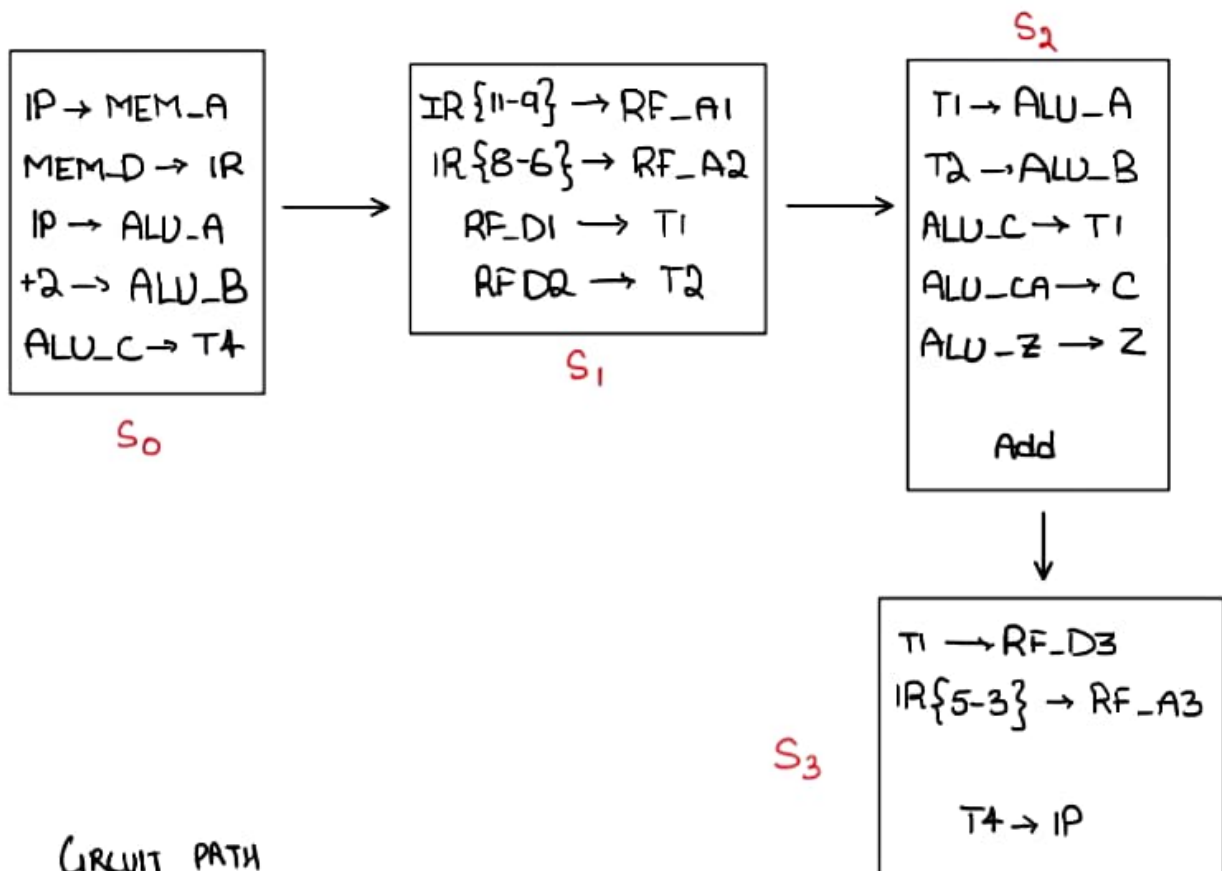 IP → MEM_A
MEM_D → IR
IP → ALU_A
+2 → ALU_B
ALU_C → T4
S0
IR{11-9} → RF_A1
IR{8-6} → RF_A2
RF_D1 → T1
RFD2 → T2
S1
S2
T1 → ALU_A
T2 → ALU_B
ALU_C → T1
ALU_CA → C
ALU_Z → Z
Add
T1 → RF_D3
IR{5-3} → RF_A3
T4 → IP
S3
CIRCUIT PATH